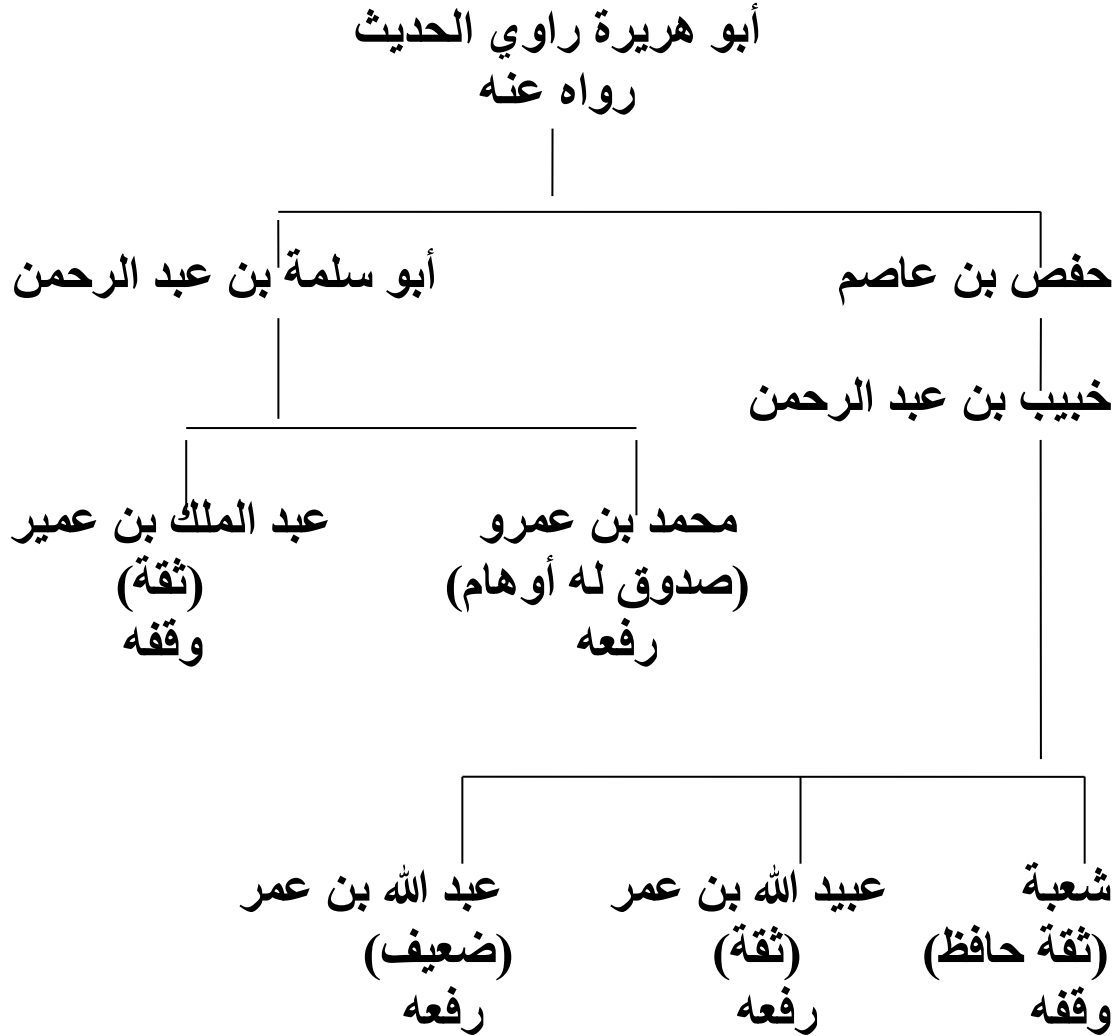 أبو هريرة راوي الحديث
رواه عنه
حفص بن عاصم
أبو سلمة بن عبد الرحمن
خبيب بن عبد الرحمن
محمد بن عمرو
(صدوق له أوهام)
رفعه
عبد الملك بن عمير
(ثقة)
وقفه
شعبة
(ثقة حافظ)
وقفه
عبيد الله بن عمر
(ثقة)
رفعه
عبد الله بن عمر
(ضعيف)
رفعه